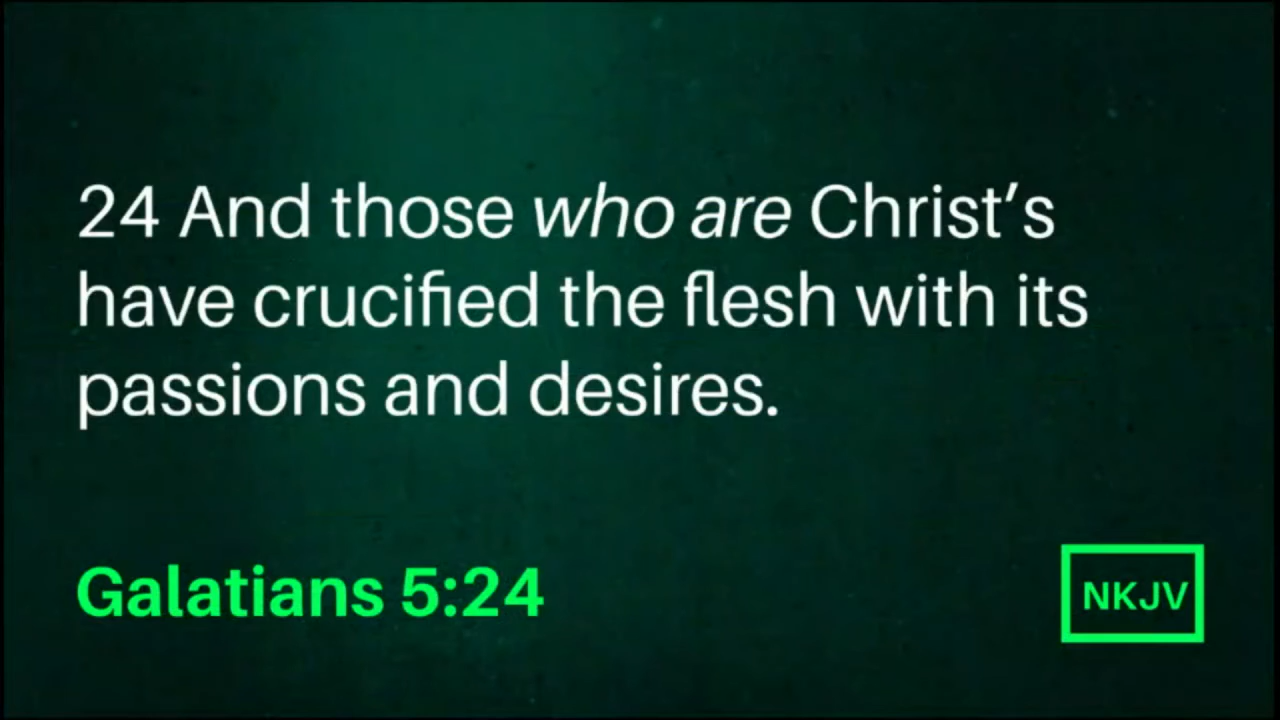 24 And those who are Christ’s
have crucified the flesh with its
passions and desires.
Galatians 5:24
NKJV